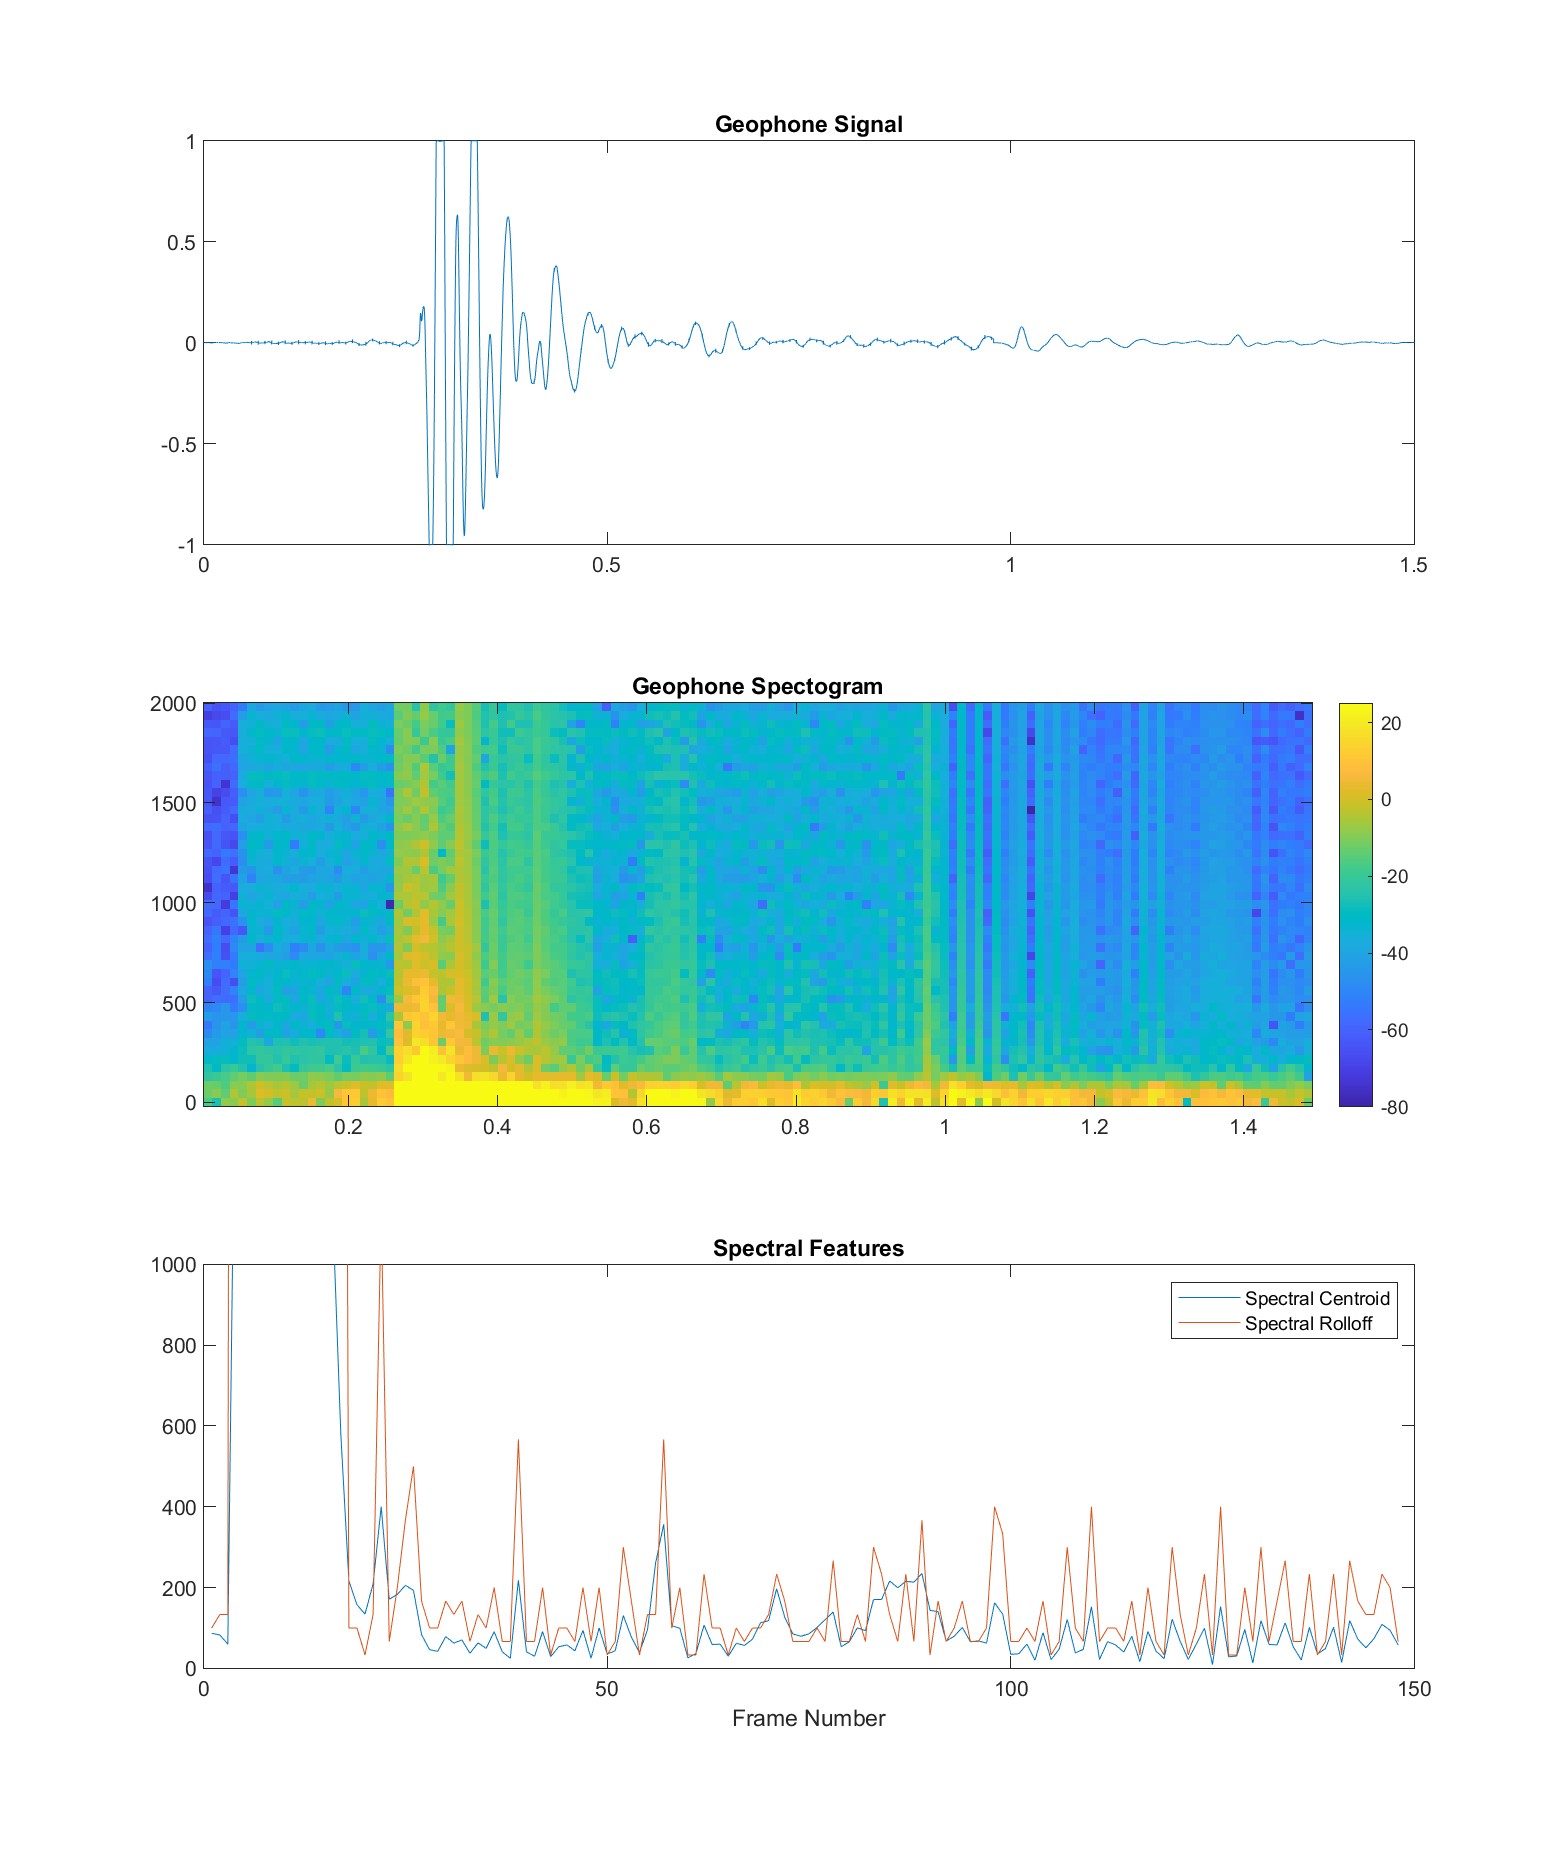 Geophone Signal
1
0.5
0
-0.5
-1
0 0.5 1 1.5
Geophone Spectogram
2000
1500
1000
500
0
0.2 0.4 0.6 0.8 1 1.2 1.4
20
0
-20
-40
-60
-80
Spectral Features
1000
800
600
400
200
0
Spectral Centroid
Spectral Rolloff
0 50 100 150
Frame Number